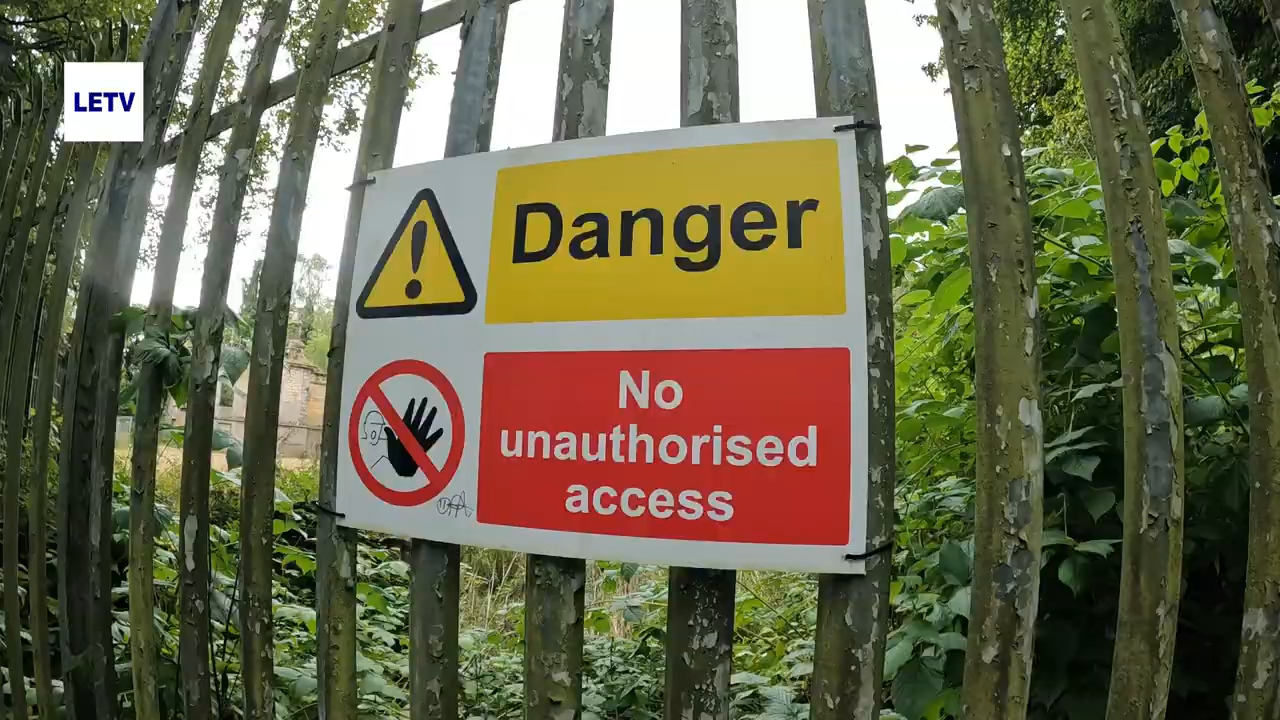 LETV
Danger
No
unauthorised
access